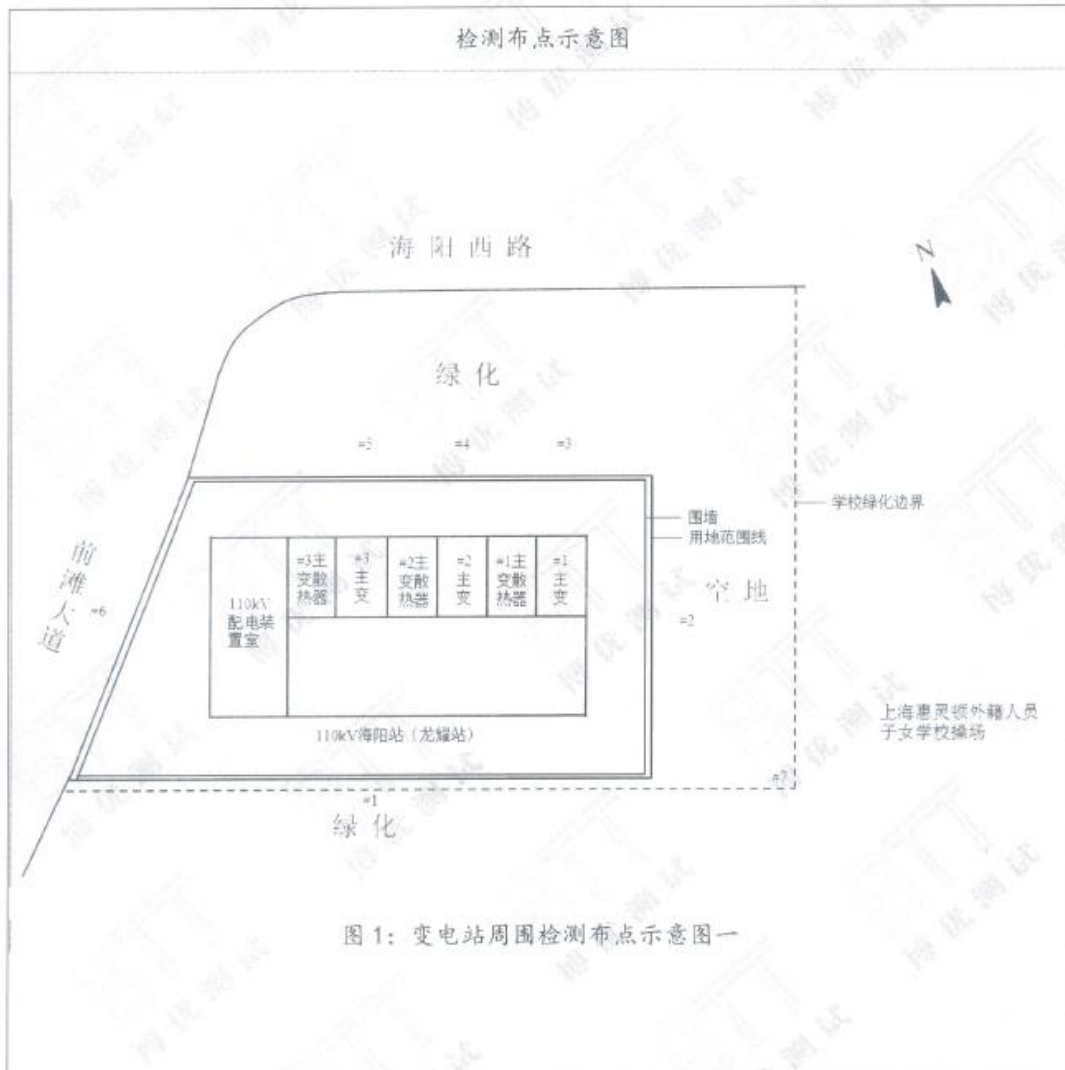 检测布点示意图
海阳西路
N
绿化
#5
#4
#3
学校绿化边界
围墙
用地范围线
前滩大道
#6
110kV
配电装
置室
#3主
变散
热器
#3
主
变
#2主
变散
热器
#2
主
变
#1主
变散
热器
#1
主
变
空地
#2
110kV海阳站（龙耀站）
上海惠灵顿外籍人员
子女学校操场
#7
#1
绿化
图 1：变电站周围检测布点示意图一
博优测试